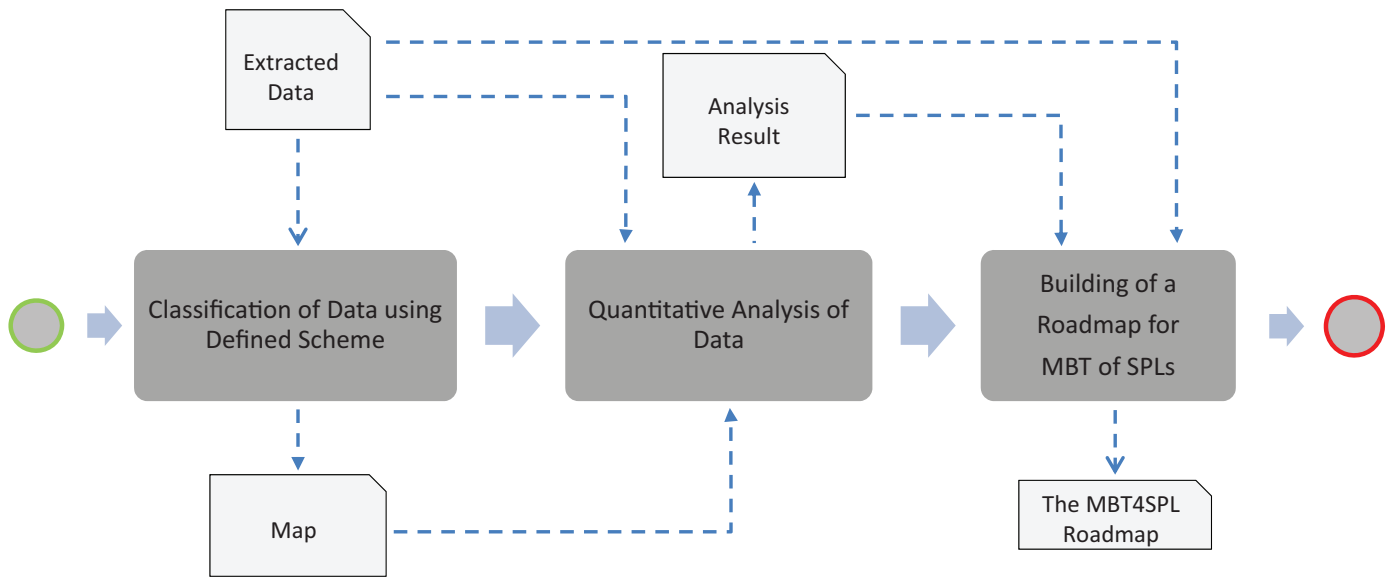 Extracted
Data
Analysis
Result
Classification of Data using
Defined Scheme
Quantitative Analysis of
Data
Building of a
Roadmap for
MBT of SPLs
Map
The MBT4SPL
Roadmap